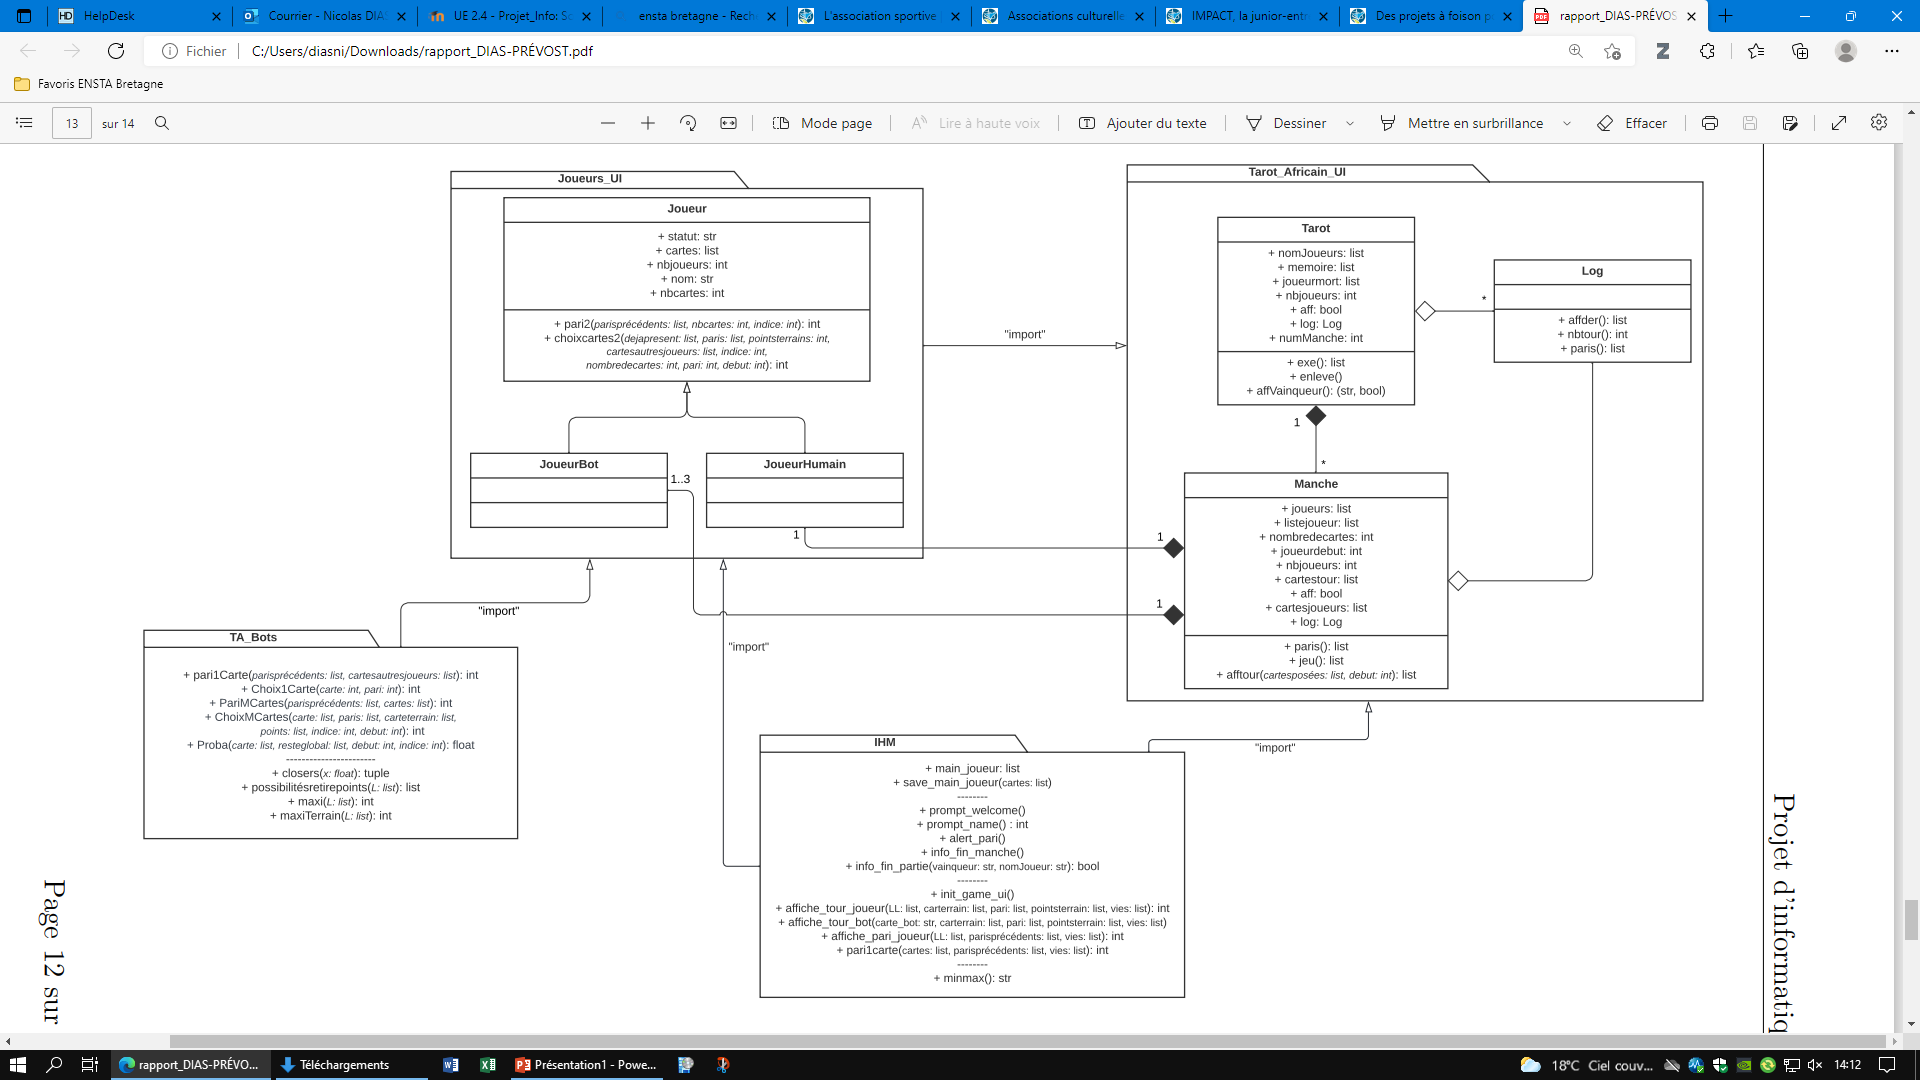 HelpDesk
Courrier - Nicolas DIA
UE 2.4 - Projet_Info: S
ensta bretagne - Rech
L'association sportive
Associations culturelle
IMPACT, la junior-ent
Des projets à foison p
rapport_DIAS-PRÉVOS
Fichier
C:/Users/diasni/Downloads/rapport_DIAS-PRÉVOST.pdf
Favoris ENSTA Bretagne
13
sur 14
Mode page
Lire à haute voix
Ajouter du texte
Dessiner
Mettre en surbrillance
Effacer
Joueurs_UI
Joueur
+ statut: str
+ cartes: list
+ nbjoueurs: int
+ nom: str
+ nbcartes: int
+ pari2(parisprécédents: list, nbcartes: int, indice: int): int
+ choixcartes2(dejapresent: list, paris: list, pointsterrains: int,
cartesautresjoueurs: list, indice: int,
nombredecartes: int, pari: int, debut: int): int
JoueurBot
JoueurHumain
1..3
1
"import"
Tarot_Africain_UI
Tarot
+ nomJoueurs: list
+ memoire: list
+ joueurmort: list
+ nbjoueurs: int
+ aff: bool
+ log: Log
+ numManche: int
+ exe(): list
+ enleve()
+ affVainqueur(): (str, bool)
*
Log
+ affder(): list
+ nbtour(): int
+ paris(): list
1
*
Manche
+ joueurs: list
+ listejoueur: list
+ nombredecartes: int
+ joueurdebut: int
+ nbjoueurs: int
+ cartestour: list
+ aff: bool
+ cartesjoueurs: list
+ log: Log
+ paris(): list
+ jeu(): list
+ afftour(cartesposées: list, debut: int): list
1
1
"import"
TA_Bots
+ pari1Carte(parisprécédents: list, cartesautresjoueurs: list): int
+ Choix1Carte(carte: int, pari: int): int
+ PariMCartes(parisprécédents: list, cartes: list): int
+ ChoixMCartes(carte: list, paris: list, carteterrain: list,
points: list, indice: int, debut: int): int
+ Proba(carte: list, resteglobal: list, debut: int, indice: int): float
-----------------------
+ closers(x: float): tuple
+ possibilitésretirepoints(L: list): list
+ maxi(L: list): int
+ maxiTerrain(L: list): int
"import"
"import"
IHM
+ main_joueur: list
+ save_main_joueur(cartes: list)
--------
+ prompt_welcome()
+ prompt_name() : int
+ alert_pari()
+ info_fin_manche()
+ info_fin_partie(vainqueur: str, nomJoueur: str): bool
--------
+ init_game_ui()
+ affiche_tour_joueur(LL: list, carterrain: list, pari: list, pointsterrain: list, vies: list): int
+ affiche_tour_bot(carte_bot: str, carterrain: list, pari: list, pointsterrain: list, vies: list)
+ affiche_pari_joueur(LL: list, parisprécédents: list, vies: list): int
+ pari1carte(cartes: list, parisprécédents: list, vies: list): int
--------
+ minmax(): str
Projet d'informatiq
Page 12 sur
rapport_DIAS-PRÉVO...
Téléchargements
Présentation1 - Powe...
18°C Ciel couv...
14:12